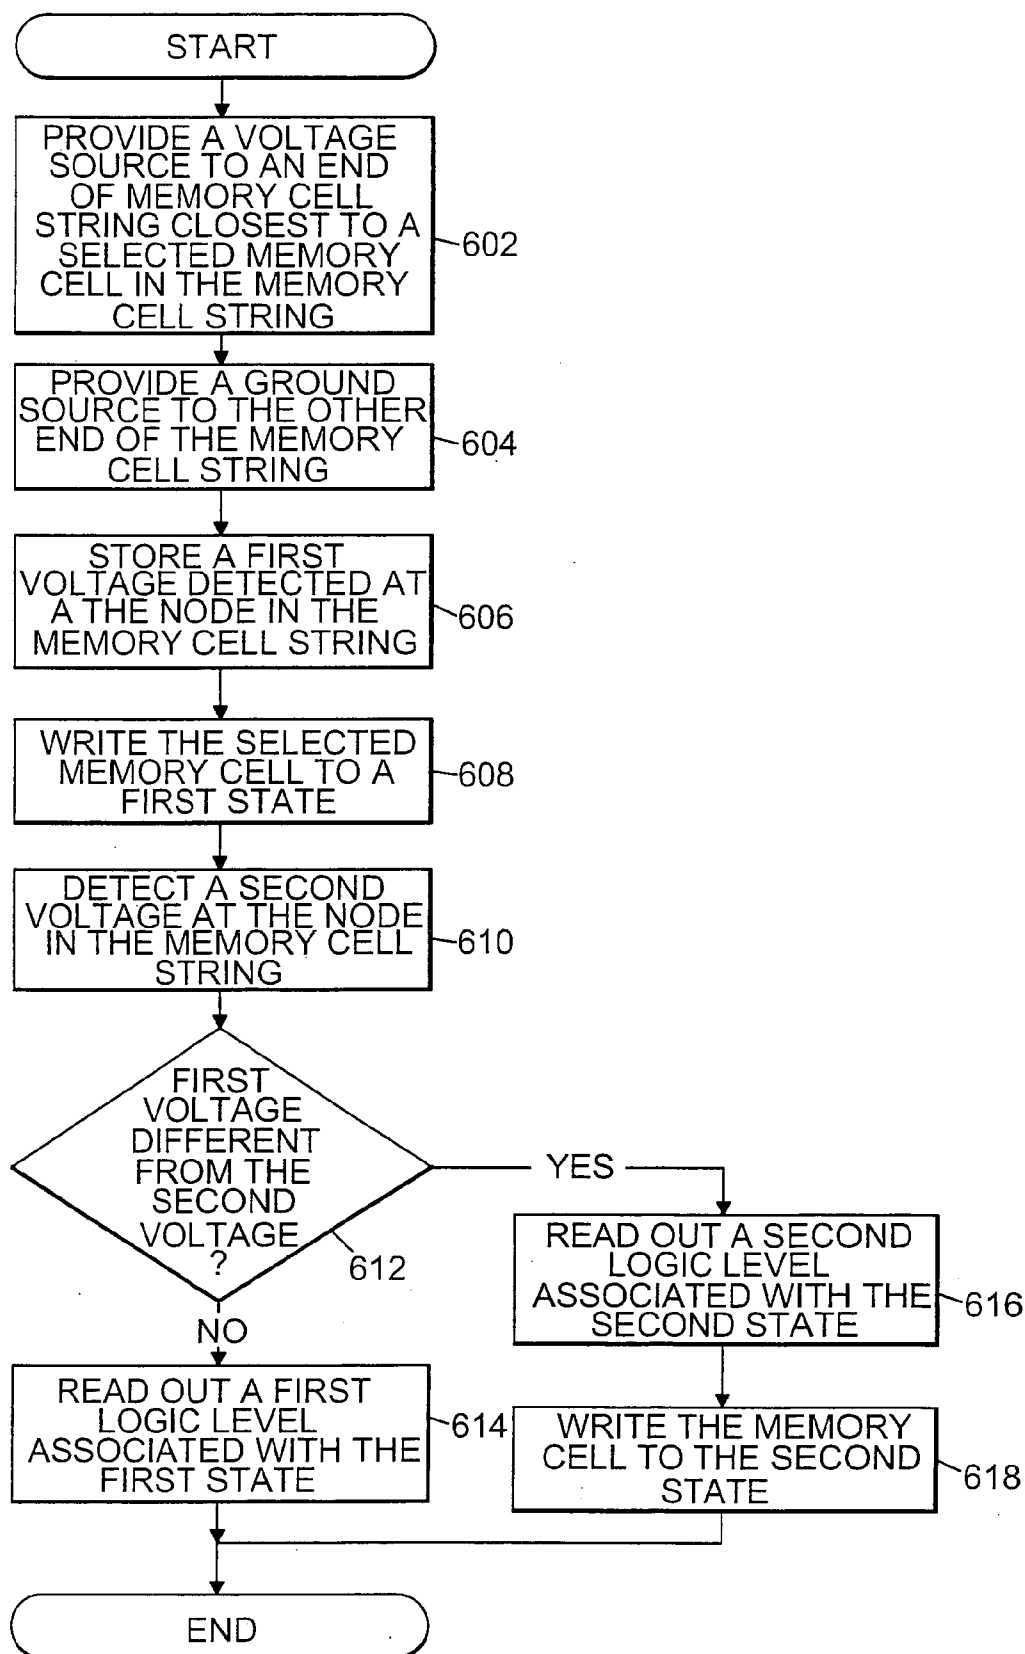 START
PROVIDE A VOLTAGE
SOURCE TO AN END
OF MEMORY CELL
STRING CLOSEST TO A
SELECTED MEMORY
CELL IN THE MEMORY
CELL STRING
602
PROVIDE A GROUND
SOURCE TO THE OTHER
END OF THE MEMORY
CELL STRING
604
STORE A FIRST
VOLTAGE DETECTED AT
A THE NODE IN THE
MEMORY CELL STRING
606
WRITE THE SELECTED
MEMORY CELL TO A
FIRST STATE
608
DETECT A SECOND
VOLTAGE AT THE NODE
IN THE MEMORY CELL
STRING
610
FIRST
VOLTAGE
DIFFERENT
FROM THE
SECOND
VOLTAGE
?
612
YES
READ OUT A SECOND
LOGIC LEVEL
ASSOCIATED WITH THE
SECOND STATE
616
NO
READ OUT A FIRST
LOGIC LEVEL
ASSOCIATED WITH THE
FIRST STATE
614
WRITE THE MEMORY
CELL TO THE SECOND
STATE
618
END